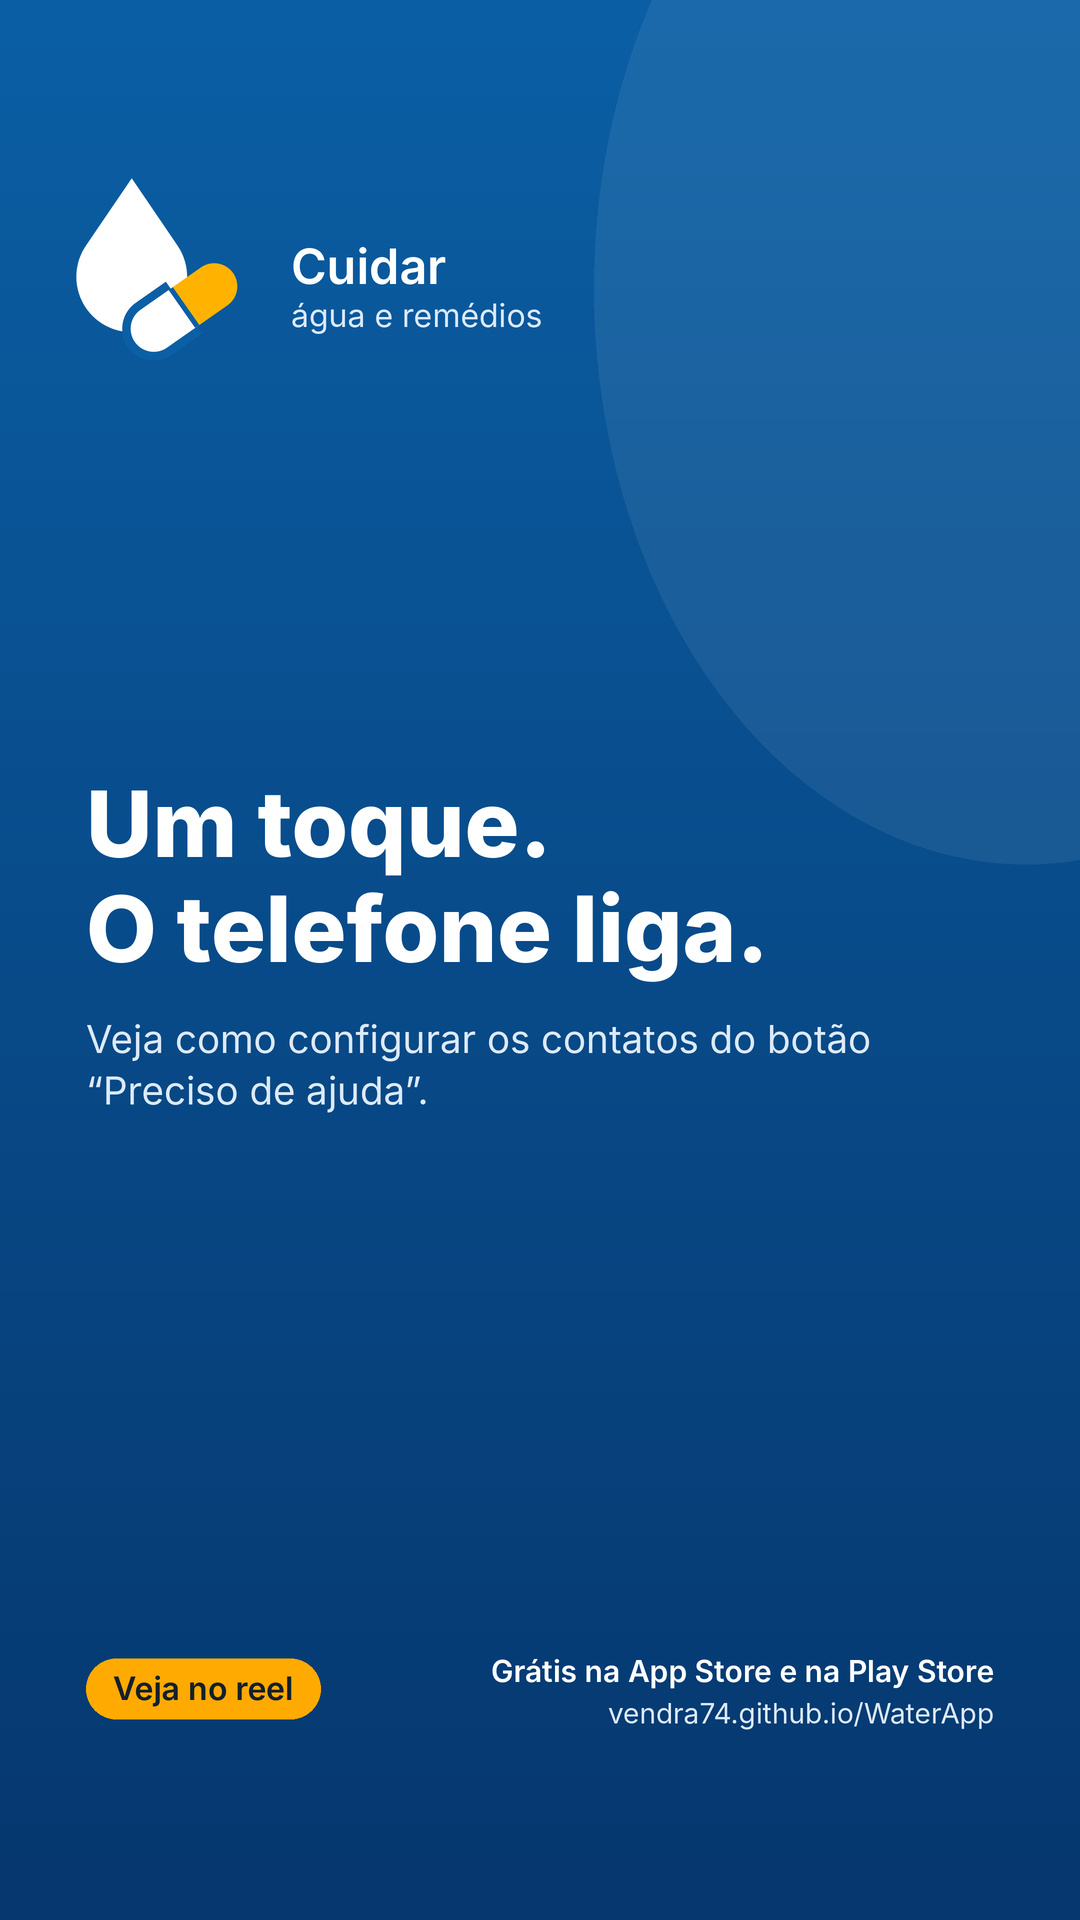 Cuidar
água e remédios
Um toque.
O telefone liga.
Veja como configurar os contatos do botão
“Preciso de ajuda”.
Veja no reel
Grátis na App Store e na Play Store
vendra74.github.io/WaterApp